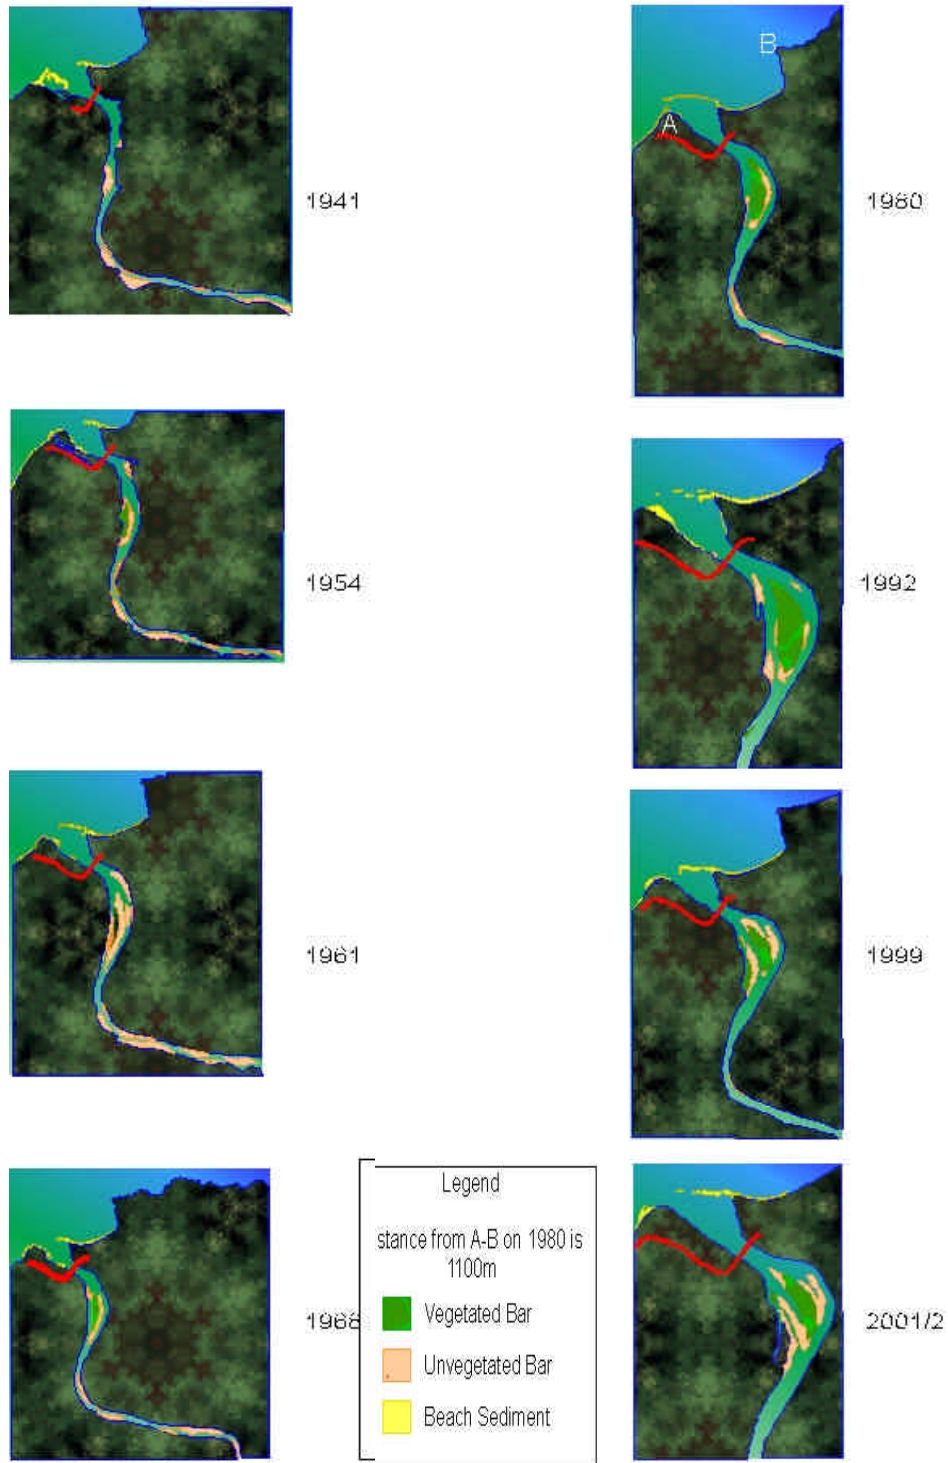 1941
1954
1961
1968
B
A
1980
1992
1999
2001/2
Legend
stance from A-B on 1980 is
1100m
Vegetated Bar
Unvegetated Bar
Beach Sediment